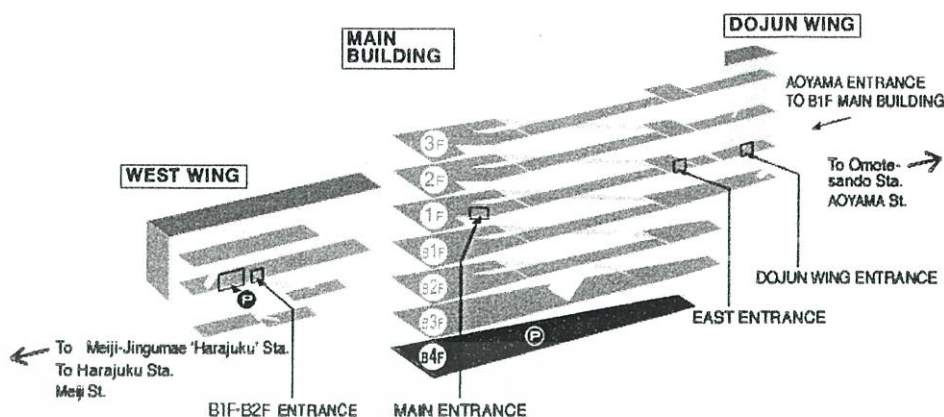 DOJUN WING
MAIN
BUILDING
AOYAMA ENTRANCE
TO B1F MAIN BUILDING
3F
To Omote-
sando Sta.
AOYAMA St.
WEST WING
2F
1F
B1F
B2F
DOJUN WING ENTRANCE
P
B3F
EAST ENTRANCE
P
B4F
To Meiji-Jingumae 'Harajuku' Sta.
To Harajuku Sta.
Meiji St.
B1F-B2F ENTRANCE
MAIN ENTRANCE